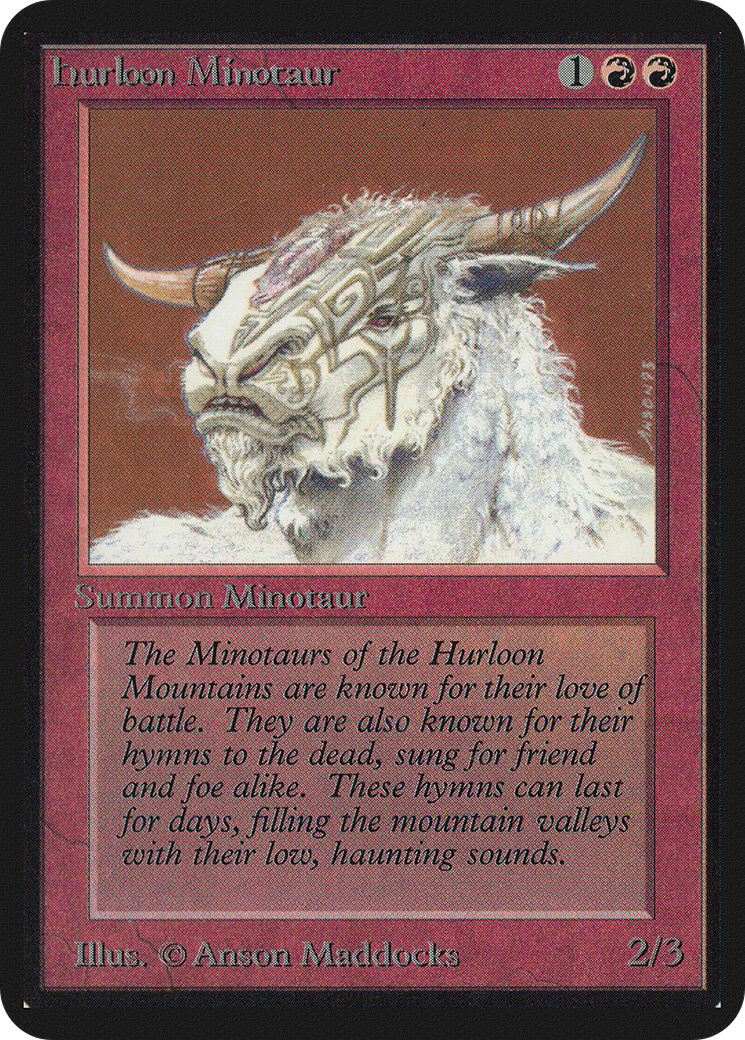 Hurloon Minotaur 1
ANSON93
Summon Minotaur
The Minotaurs of the Hurloon
Mountains are known for their love of
battle.  They are also known for their
hymns to the dead, sung for friend
and foe alike.  These hymns can last
for days, filling the mountain valleys
with their low, haunting sounds.
Illus. © Anson Maddocks 2/3